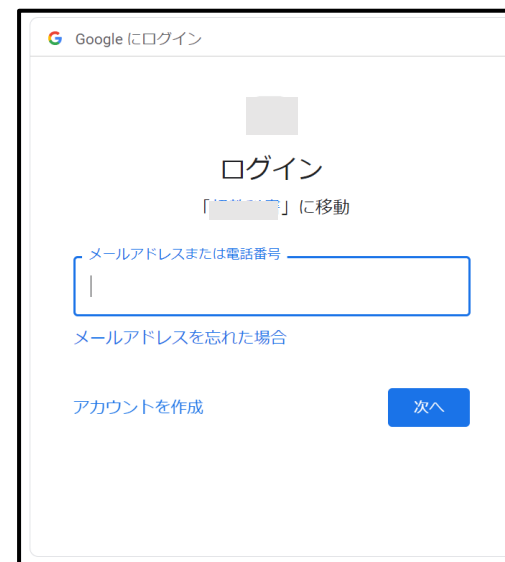 Google にログイン
ログイン
「」に移動
メールアドレスまたは電話番号
メールアドレスを忘れた場合
アカウントを作成
次へ